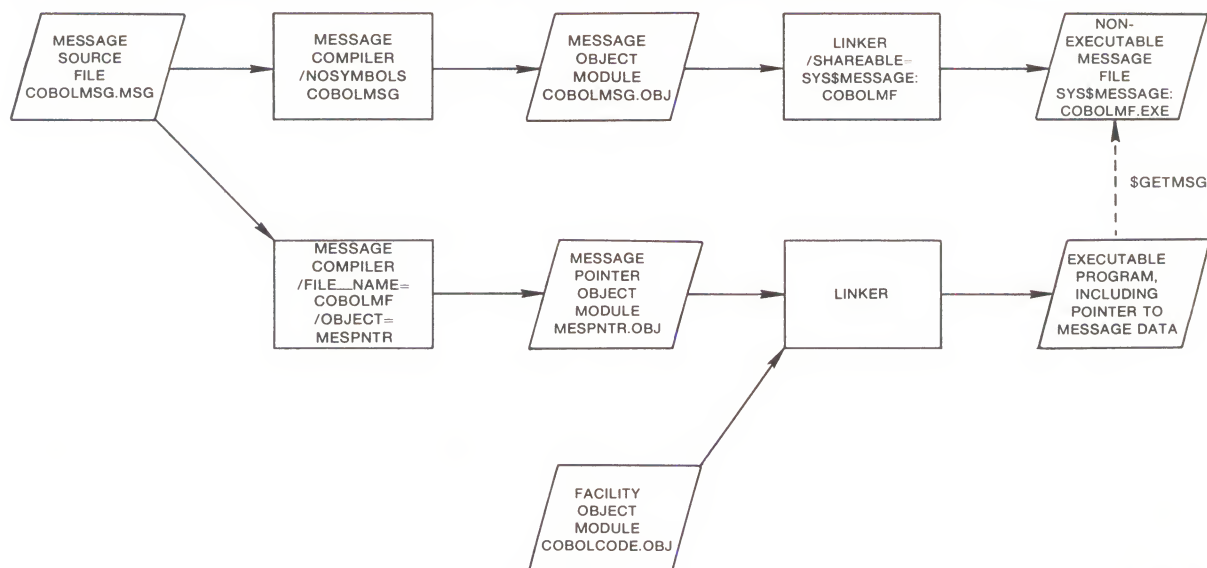 MESSAGE
SOURCE
FILE
COBOLMSG.MSG
MESSAGE
COMPILER
/NOSYMBOLS
COBOLMSG
MESSAGE
OBJECT
MODULE
COBOLMSG.OBJ
LINKER
/SHAREABLE=
SYS$MESSAGE:
COBOLMF
NON-
EXECUTABLE
MESSAGE
FILE
SYS$MESSAGE:
COBOLMF.EXE
$GETMSG
MESSAGE
COMPILER
/FILE__NAME=
COBOLMF
/OBJECT=
MESPNTR
MESSAGE
POINTER
OBJECT
MODULE
MESPNTR.OBJ
LINKER
EXECUTABLE
PROGRAM,
INCLUDING
POINTER TO
MESSAGE DATA
FACILITY
OBJECT
MODULE
COBOLCODE.OBJ